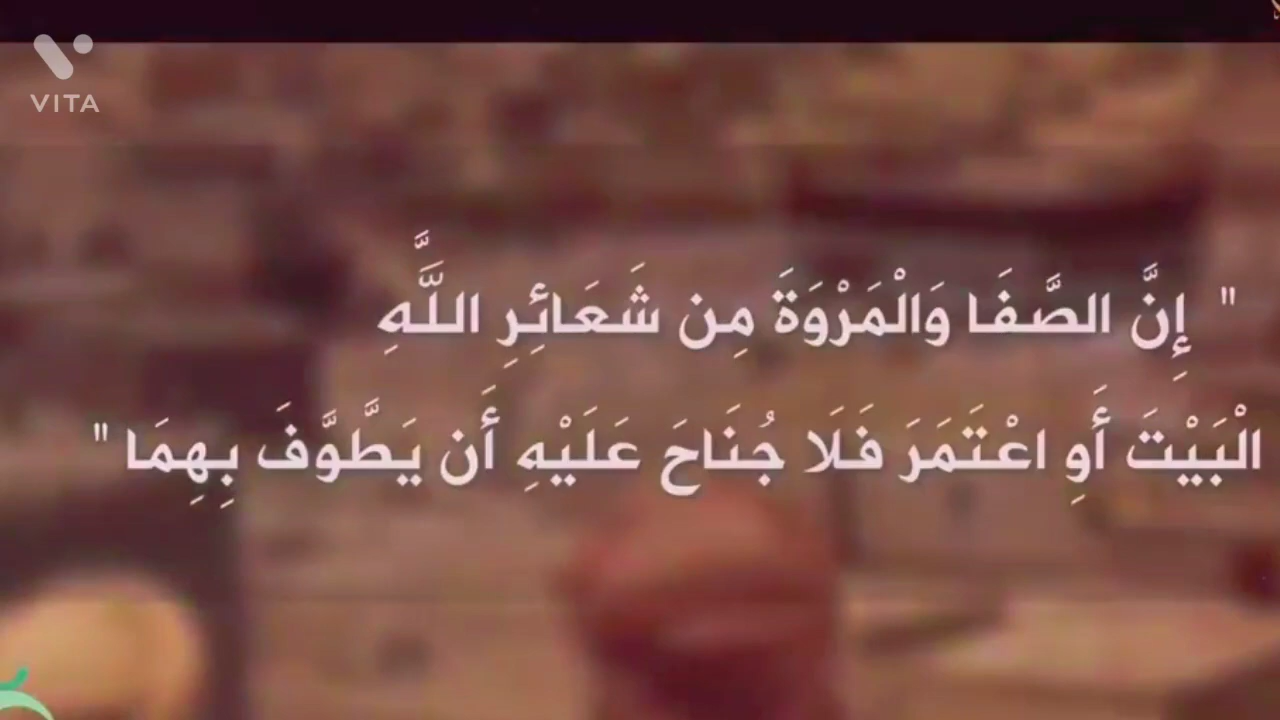 VITA
" إِنَّ الصَّفَا وَالْمَرْوَةَ مِن شَعَائِرِ اللَّهِ
الْبَيْتَ أَوِ اعْتَمَرَ فَلَا جُنَاحَ عَلَيْهِ أَن يَطَّوَّفَ بِهِمَا "